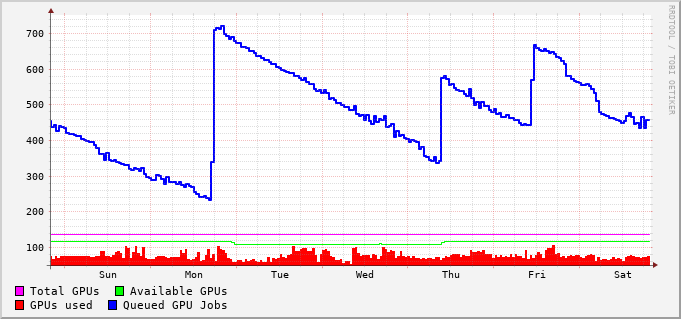 700
600
500
400
300
200
100
Sun Mon Tue Wed Thu Fri Sat
RRDTOOL / TOBI OETIKER
Total GPUs Available GPUs
GPUs used Queued GPU Jobs